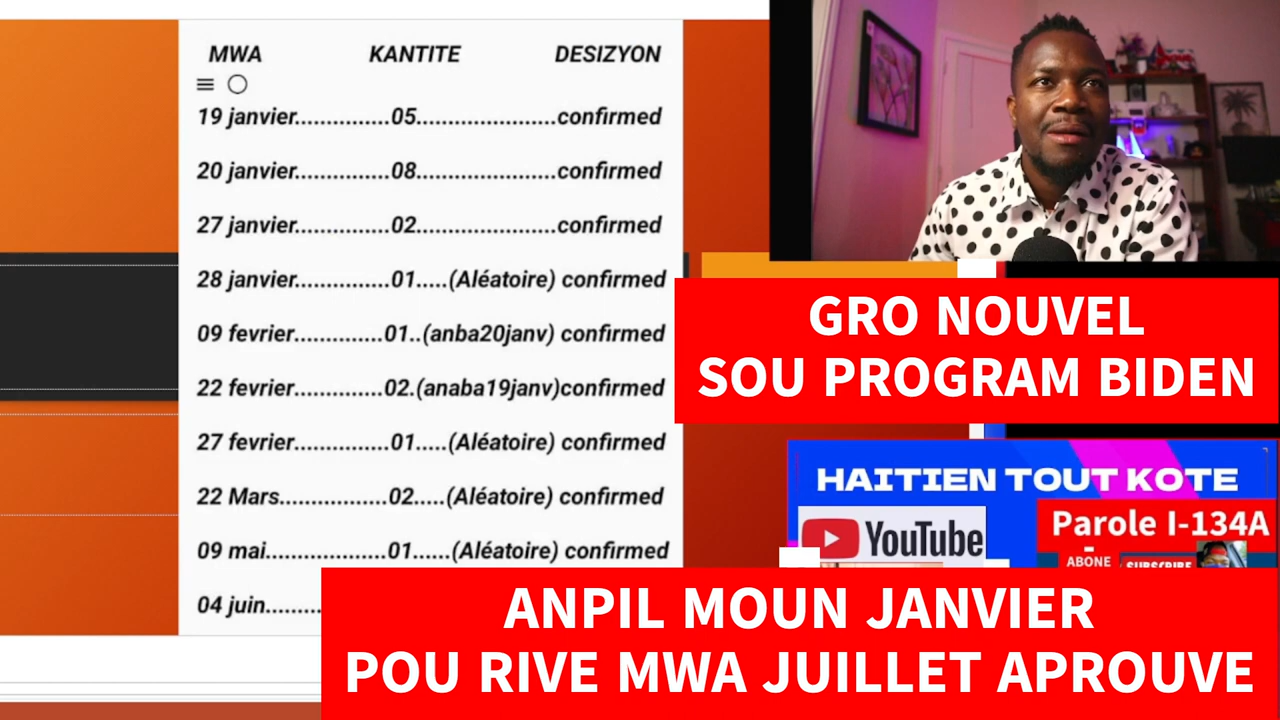 MWA KANTITE DESIZYON
19 janvier..............05.....................confirmed
20 janvier..............08.....................confirmed
27 janvier..............02.....................confirmed
28 janvier..............01.....(Aléatoire) confirmed
09 fevrier.............01..(anba20janv) confirmed
22 fevrier.............02.(anaba19janv)confirmed
27 fevrier..............01.....(Aléatoire) confirmed
22 Mars................02.....(Aléatoire) confirmed
09 mai..................01......(Aléatoire) confirmed
04 juin........
GRO NOUVEL
SOU PROGRAM BIDEN
HAITIEN TOUT KOTE
YouTube
Parole I-134A
ABONE
SUBSCRIBE
ANPIL MOUN JANVIER
POU RIVE MWA JUILLET APROUVE